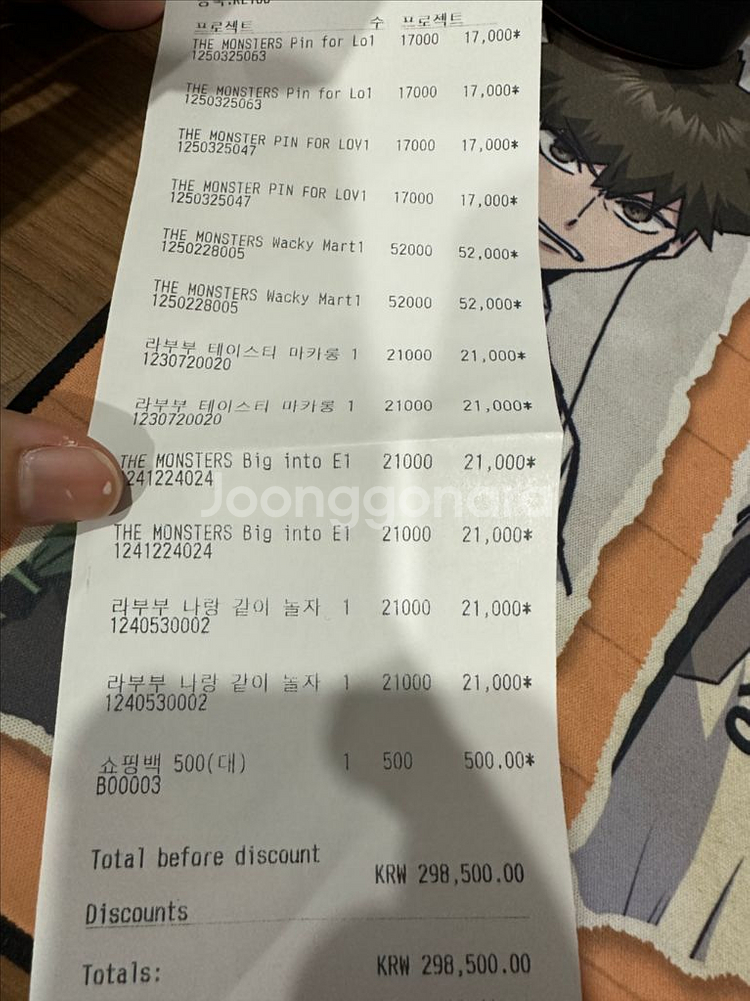 프로젝트 수 프로젝트
THE MONSTERS Pin for Lo1 17000 17,000*
1250325063
THE MONSTERS Pin for Lo1 17000 17,000*
1250325063
THE MONSTER PIN FOR LOV1 17000 17,000*
1250325047
THE MONSTER PIN FOR LOV1 17000 17,000*
1250325047
THE MONSTERS Wacky Mart1 52000 52,000*
1250228005
THE MONSTERS Wacky Mart1 52000 52,000*
1250228005
라부부 테이스티 마카롱 1 21000 21,000*
1230720020
라부부 테이스티 마카롱 1 21000 21,000*
1230720020
THE MONSTERS Big into E1 21000 21,000*
241224024
THE MONSTERS Big into E1 21000 21,000*
1241224024
라부부 나랑 같이 놀자 1 21000 21,000*
1240530002
라부부 나랑 같이 놀자 1 21000 21,000*
1240530002
쇼핑백 500(대) 1 500 500.00*
B00003
Total before discount
KRW 298,500.00
Discounts
Totals: KRW 298,500.00
Joonggonara